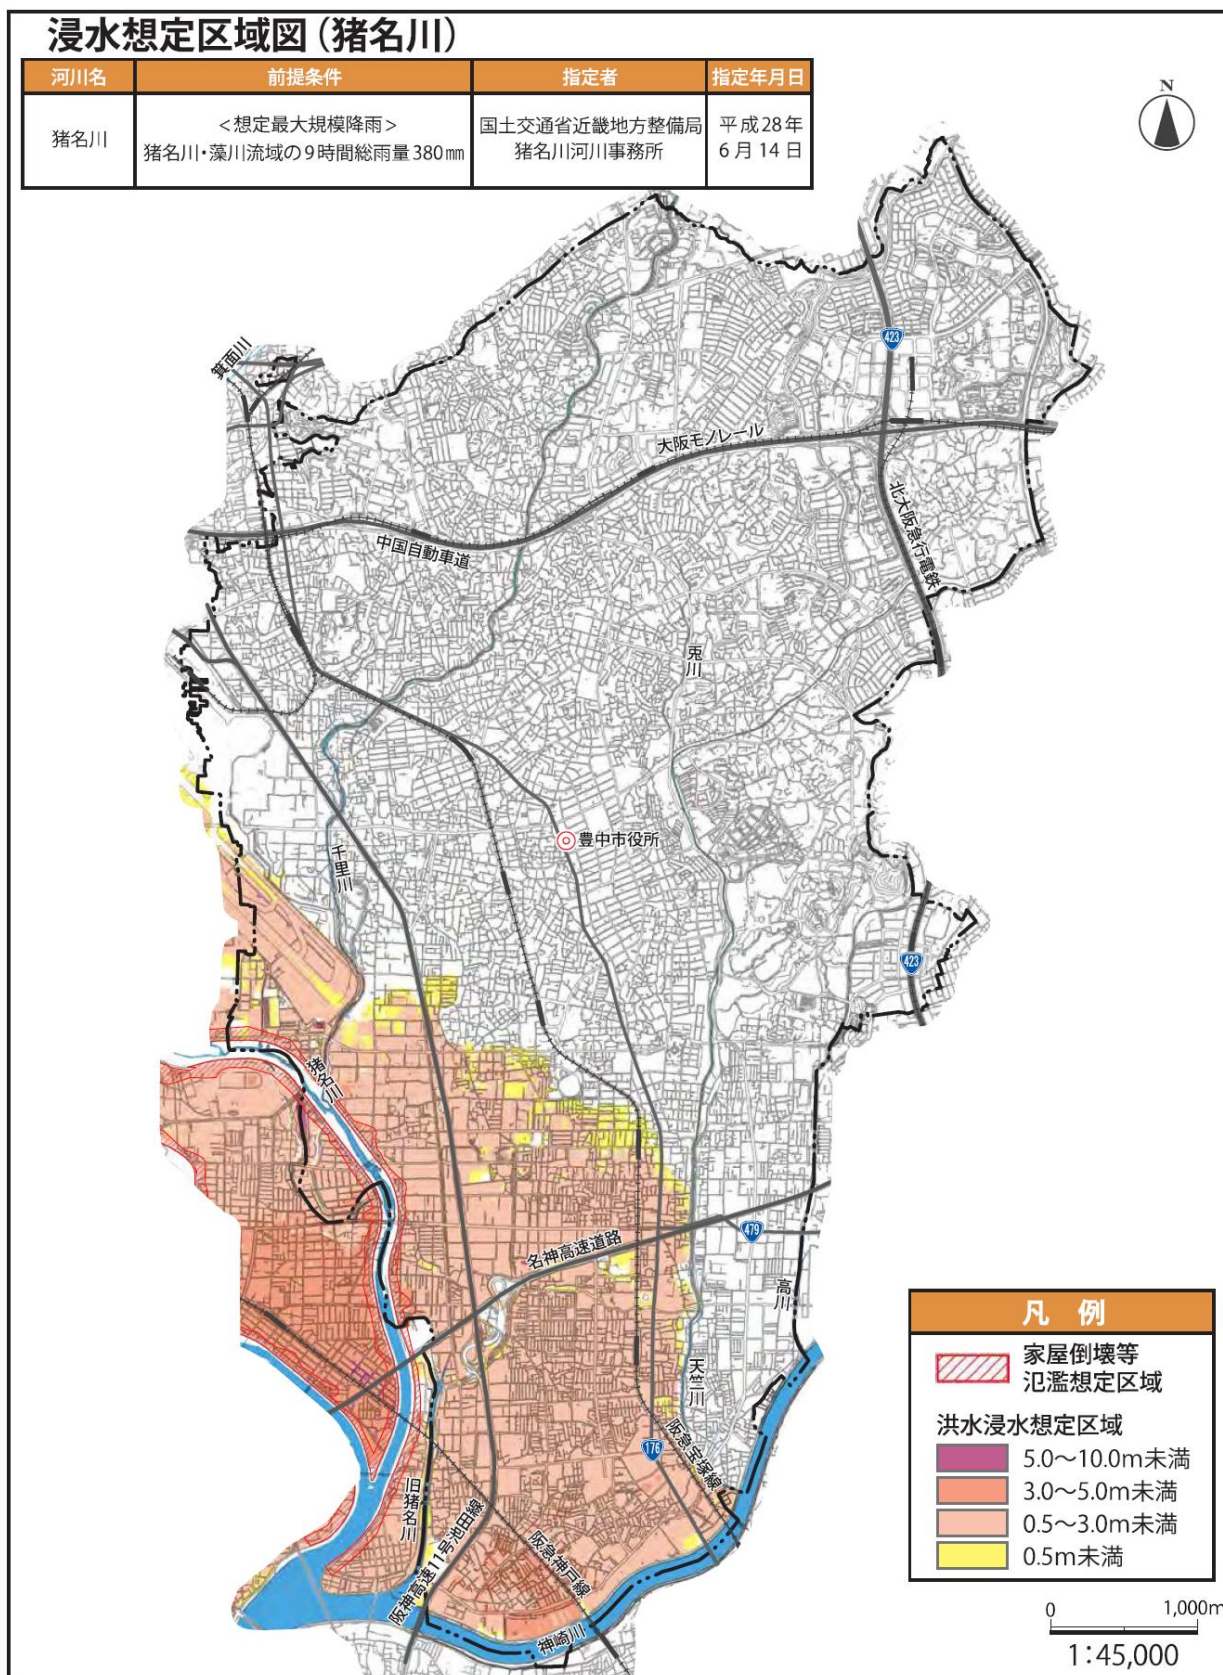 浸水想定区域図(猪名川)
河川名 前提条件 指定者 指定年月日
猪名川
<想定最大規模降雨>
猪名川・藻川流域の9時間総雨量380㎜
国土交通省近畿地方整備局
猪名川河川事務所
平成28年
6月14日
N
箕面川
423
大阪モノレール
中国自動車道
北大阪急行電鉄
兎川
豊中市役所
千里川
423
猪名川
名神高速道路
479
高川
天竺川
阪急宝塚線
176
旧猪名川
阪神高速11号池田線
阪急神戸線
神崎川
凡 例
家屋倒壊等
氾濫想定区域
洪水浸水想定区域
5.0〜10.0m未満
3.0〜5.0m未満
0.5〜3.0m未満
0.5m未満
0 1,000m
1:45,000